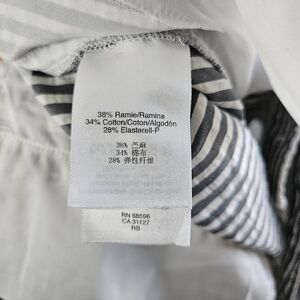 38% Ramie/Ramina
34% Cotton/Coton/Algodón
28% Elasterell-P
38% 苎麻
34% 棉布
28% 弹性纤维
RN 66596
CA 31127
RB